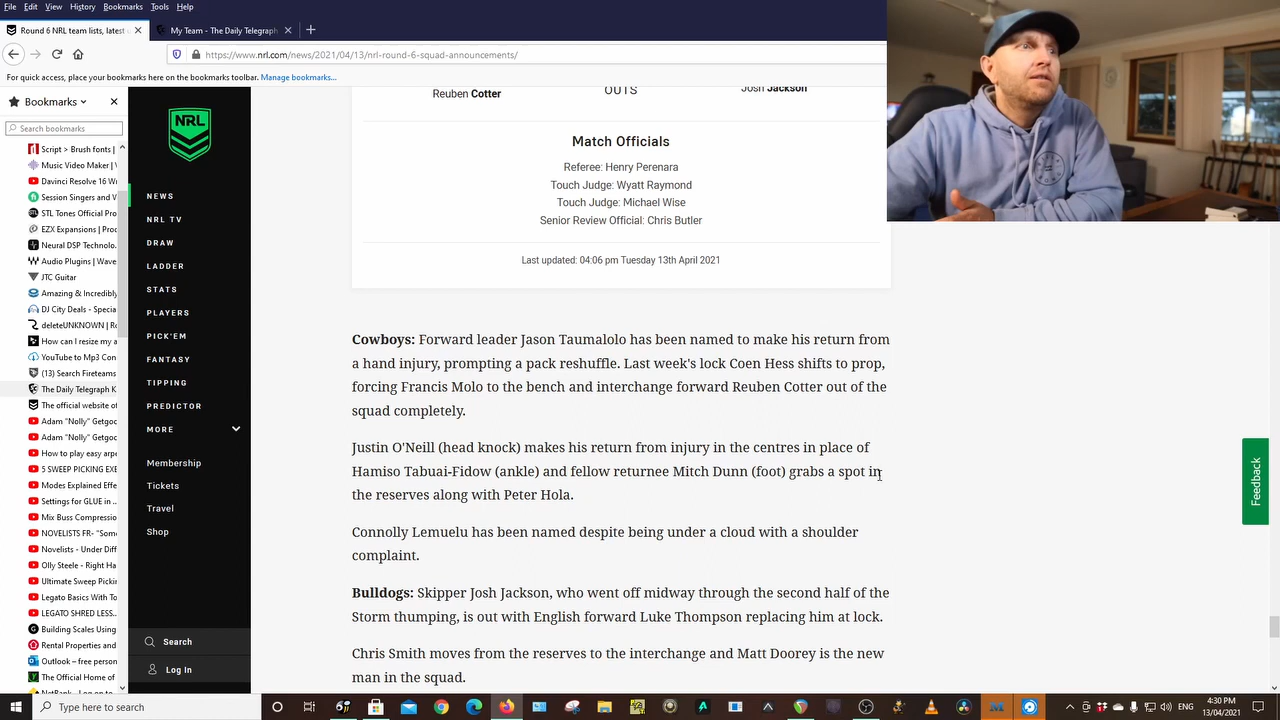 File Edit View History Bookmarks Tools Help
Round 6 NRL team lists, latest
My Team - The Daily Telegraph
https://www.nrl.com/news/2021/04/13/nrl-round-6-squad-announcements/
For quick access, place your bookmarks here on the bookmarks toolbar. Manage bookmarks...
Bookmarks
Search bookmarks
Script > Brush fonts |
Music Video Maker |
Davinci Resolve 16
Session Singers and
STL Tones Official Pro
EZX Expansions | Proc
Neural DSP Technolo
Audio Plugins | Wave
JTC Guitar
Amazing & Incredibly
DJ City Deals - Specia
deleteUNKNOWN |
How can I resize my a
YouTube to Mp3 Con
(13) Search Fireteams
The Daily Telegraph K
The official website of
Adam "Nolly" Getgoo
Adam "Nolly" Getgoo
How to play easy arpe
5 SWEEP PICKING EXE
Modes Explained Effe
Settings for GLUE in ...
Mix Buss Compressio
NOVELISTS FR- "Som
Novelists - Under Diff
Olly Steele - Right Ha
Ultimate Sweep Pickin
Legato Basics With To
LEGATO SHRED LESS...
Building Scales Using
Rental Properties and
Outlook – free person
The Official Home of
NetBank - Log on to
NRL
NEWS
NRL TV
DRAW
LADDER
STATS
PLAYERS
PICK'EM
FANTASY
TIPPING
PREDICTOR
MORE
Membership
Tickets
Travel
Shop
Search
Log In
Reuben Cotter
OUTS
Josh Jackson
Match Officials
Referee: Henry Perenara
Touch Judge: Wyatt Raymond
Touch Judge: Michael Wise
Senior Review Official: Chris Butler
Last updated: 04:06 pm Tuesday 13th April 2021
Cowboys: Forward leader Jason Taumalolo has been named to make his return from
a hand injury, prompting a pack reshuffle. Last week's lock Coen Hess shifts to prop,
forcing Francis Molo to the bench and interchange forward Reuben Cotter out of the
squad completely.
Justin O'Neill (head knock) makes his return from injury in the centres in place of
Hamiso Tabuai-Fidow (ankle) and fellow returnee Mitch Dunn (foot) grabs a spot in
the reserves along with Peter Hola.
Connolly Lemuelu has been named despite being under a cloud with a shoulder
complaint.
Bulldogs: Skipper Josh Jackson, who went off midway through the second half of the
Storm thumping, is out with English forward Luke Thompson replacing him at lock.
Chris Smith moves from the reserves to the interchange and Matt Doorey is the new
man in the squad.
Feedback
Type here to search
4:30 PM
13/04/2021